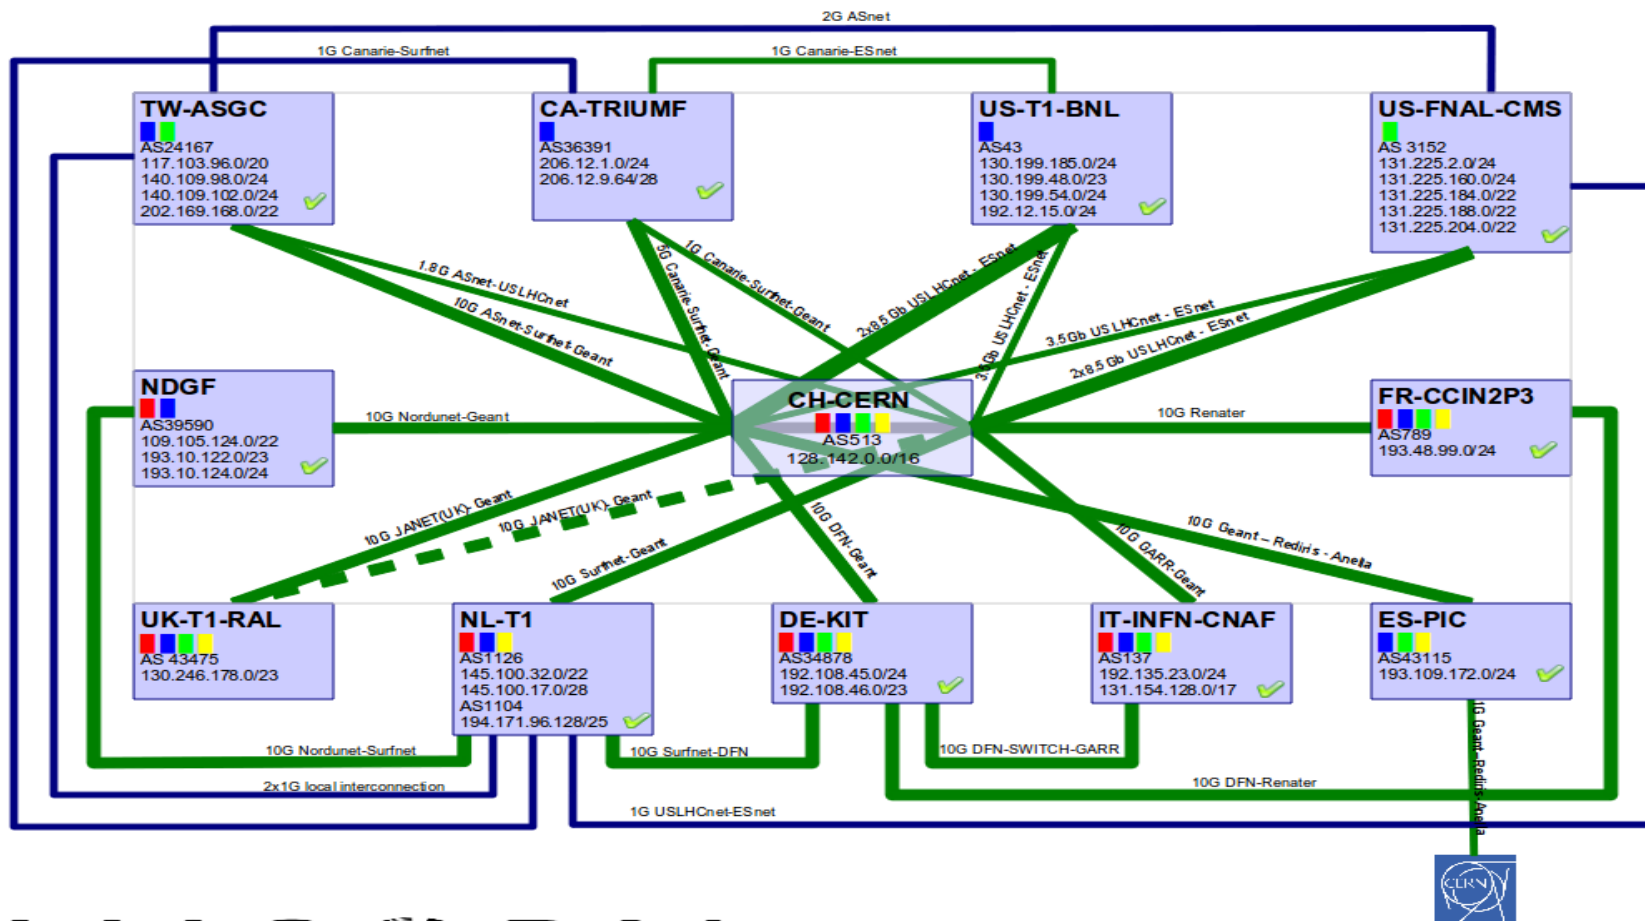 2G ASnet
1G Canarie-Surfnet
1G Canarie-ESnet
TW-ASGC
AS24167
117.103.96.0/20
140.109.98.0/24
140.109.102.0/24
202.169.168.0/22
CA-TRIUMF
AS36391
206.12.1.0/24
206.12.9.64/28
US-T1-BNL
AS43
130.199.185.0/24
130.199.48.0/23
130.199.54.0/24
192.12.15.0/24
US-FNAL-CMS
AS 3152
131.225.2.0/24
131.225.160.0/24
131.225.184.0/22
131.225.188.0/22
131.225.204.0/22
1.8G ASnet-USLHCnet
10G ASnet-Surfnet-Geant
5G Canarie-Surfnet-Geant
1G Canarie-Surfnet-Geant
2x8.5 Gb USLHCnet - ESnet
3.5Gb USLHCnet - ESnet
3.5Gb USLHCnet - ESnet
2x8.5 Gb USLHCnet - ESnet
NDGF
AS39590
109.105.124.0/22
193.10.122.0/23
193.10.124.0/24
10G Nordunet-Geant
CH-CERN
AS513
128.142.0.0/16
10G Renater
FR-CCIN2P3
AS789
193.48.99.0/24
10G JANET(UK)-Geant
10G JANET(UK)-Geant
10G Surfnet-Geant
10G DFN-Geant
10G GARR-Geant
10G Geant – Rediris - Anella
UK-T1-RAL
AS 43475
130.246.178.0/23
NL-T1
AS1126
145.100.32.0/22
145.100.17.0/28
AS1104
194.171.96.128/25
DE-KIT
AS34878
192.108.45.0/24
192.108.46.0/23
IT-INFN-CNAF
AS137
192.135.23.0/24
131.154.128.0/17
ES-PIC
AS43115
193.109.172.0/24
10G Nordunet-Surfnet
10G Surfnet-DFN
10G DFN-SWITCH-GARR
10G DFN-Renater
2x1G local interconnection
1G USLHCnet-ESnet
1G Geant-Rediris-Anella
CERN